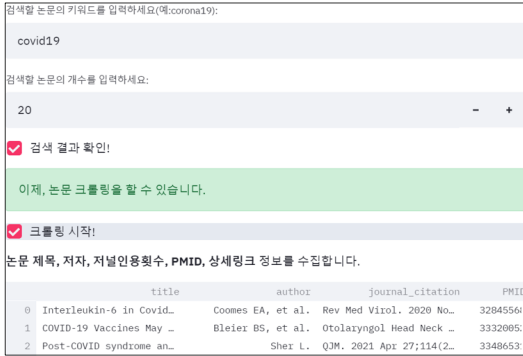 검색할 논문의 키워드를 입력하세요(예:corona19):
covid19
검색할 논문의 개수를 입력하세요:
20 - +
검색 결과 확인!
이제, 논문 크롤링을 할 수 있습니다.
크롤링 시작!
논문 제목, 저자, 저널인용횟수, PMID, 상세링크 정보를 수집합니다.
title author journal_citation PMID
0 Interleukin-6 in Covid… Coomes EA, et al. Rev Med Virol. 2020 No… 3284556
1 COVID-19 Vaccines May … Bleier BS, et al. Otolaryngol Head Neck … 3332005
2 Post-COVID syndrome an… Sher L. QJM. 2021 Apr 27;114(2… 3348653